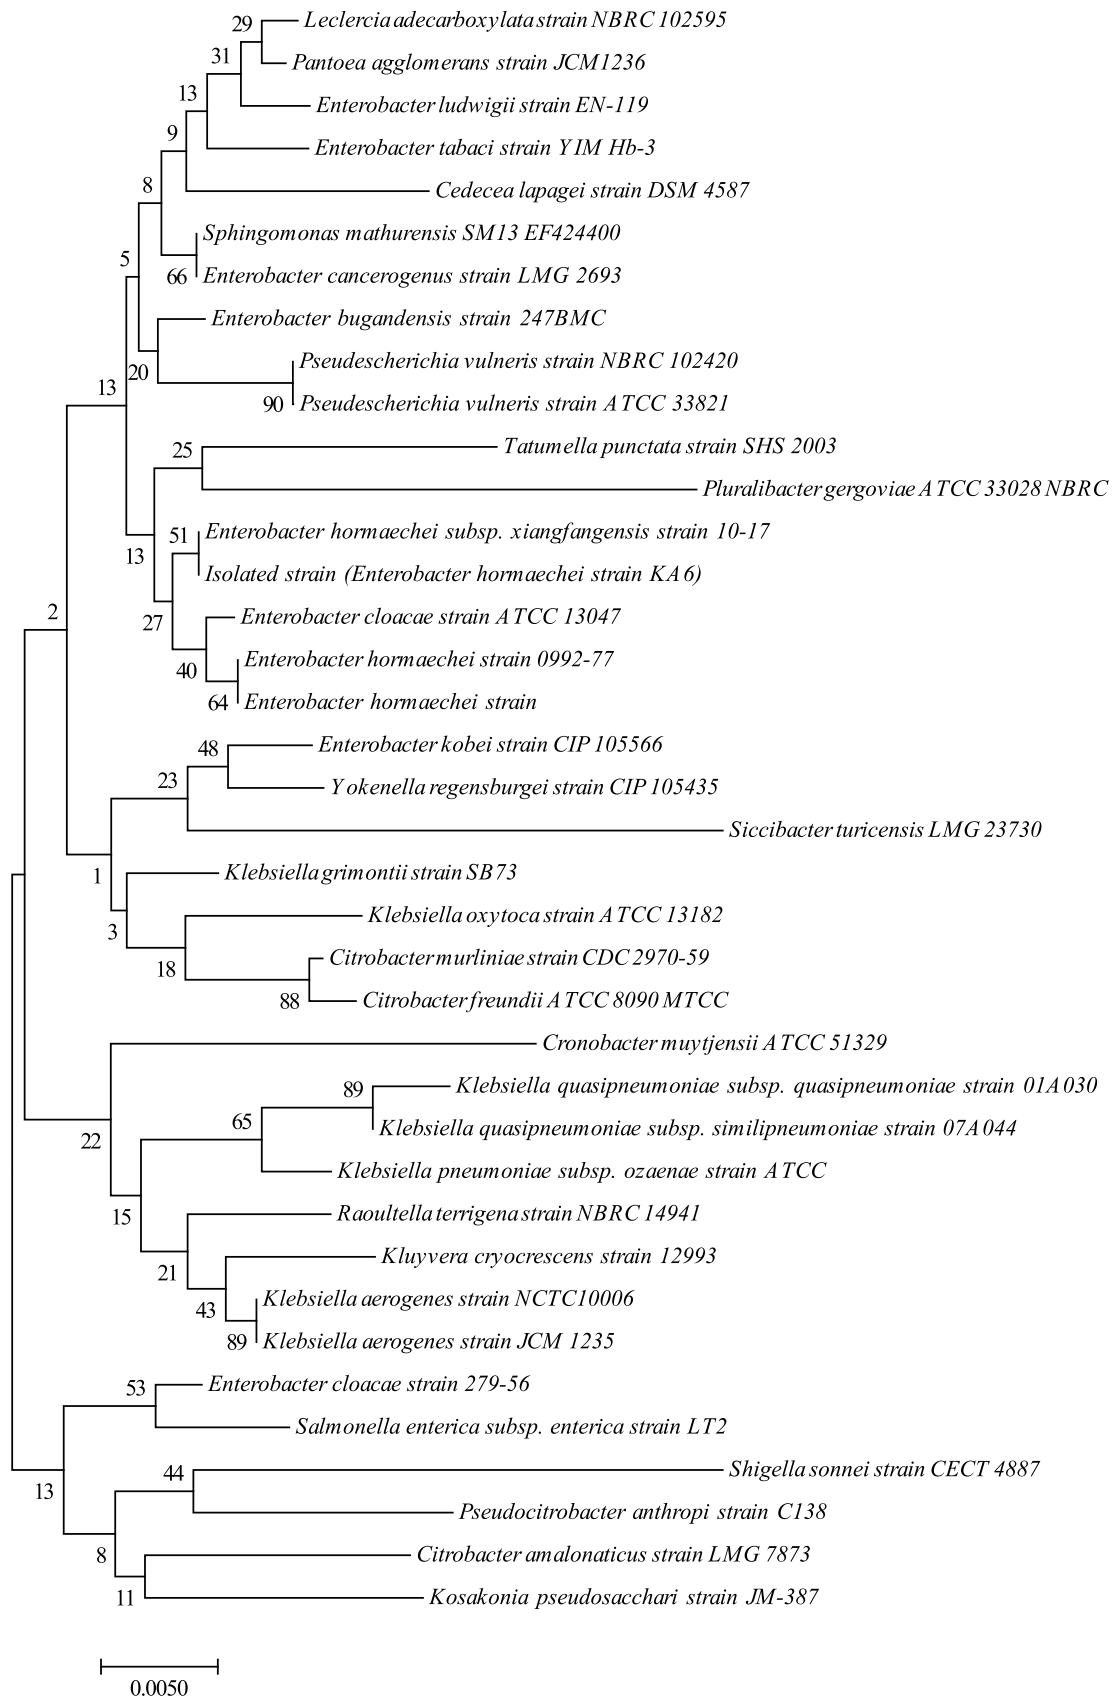 29 Leclercia adecarboxylata strain NBRC 102595
31 Pantoea agglomerans strain JCM1236
13 Enterobacter ludwigii strain EN-119
9 Enterobacter tabaci strain YIM Hb-3
8 Cedecea lapagei strain DSM 4587
Sphingomonas mathurensis SM13 EF424400
5
66 Enterobacter cancerogenus strain LMG 2693
Enterobacter bugandensis strain 247BMC
Pseudescherichia vulneris strain NBRC 102420
13 20
90 Pseudescherichia vulneris strain ATCC 33821
25 Tatumella punctata strain SHS 2003
Pluralibacter gergoviae ATCC 33028 NBRC
51 Enterobacter hormaechei subsp. xiangfangensis strain 10-17
13
Isolated strain (Enterobacter hormaechei strain KA6)
2 27 Enterobacter cloacae strain ATCC 13047
40 Enterobacter hormaechei strain 0992-77
64 Enterobacter hormaechei strain
48 Enterobacter kobei strain CIP 105566
23 Yokenella regensburgei strain CIP 105435
Siccibacter turicensis LMG 23730
1 Klebsiella grimontii strain SB73
3 Klebsiella oxytoca strain ATCC 13182
18 Citrobacter murliniae strain CDC 2970-59
88 Citrobacter freundii ATCC 8090 MTCC
Cronobacter muytjensii ATCC 51329
89 Klebsiella quasipneumoniae subsp. quasipneumoniae strain 01A030
65 Klebsiella quasipneumoniae subsp. similipneumoniae strain 07A044
22
Klebsiella pneumoniae subsp. ozaenae strain ATCC
15 Raoultella terrigena strain NBRC 14941
21 Kluyvera cryocrescens strain 12993
43 Klebsiella aerogenes strain NCTC10006
89 Klebsiella aerogenes strain JCM 1235
53 Enterobacter cloacae strain 279-56
Salmonella enterica subsp. enterica strain LT2
44 Shigella sonnei strain CECT 4887
13
Pseudocitrobacter anthropi strain C138
8 Citrobacter amalonaticus strain LMG 7873
11 Kosakonia pseudosacchari strain JM-387
0.0050